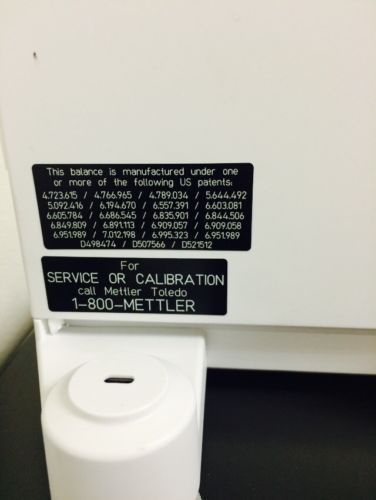 This balance is manufactured under one
or more of the following US patents:
4.723.615 / 4.766.965 / 4.789.034 / 5.644.492
5.092.416 / 6.194.670 / 6.557.391 / 6.603.081
6.605.784 / 6.686.545 / 6.835.901 / 6.844.506
6.849.809 / 6.891.113 / 6.909.057 / 6.909.058
6.951.989 / 7.012.198 / 6.995.323 / 6.951.989
D498474 / D507566 / D521512
For
SERVICE OR CALIBRATION
call Mettler Toledo
1-800-METTLER